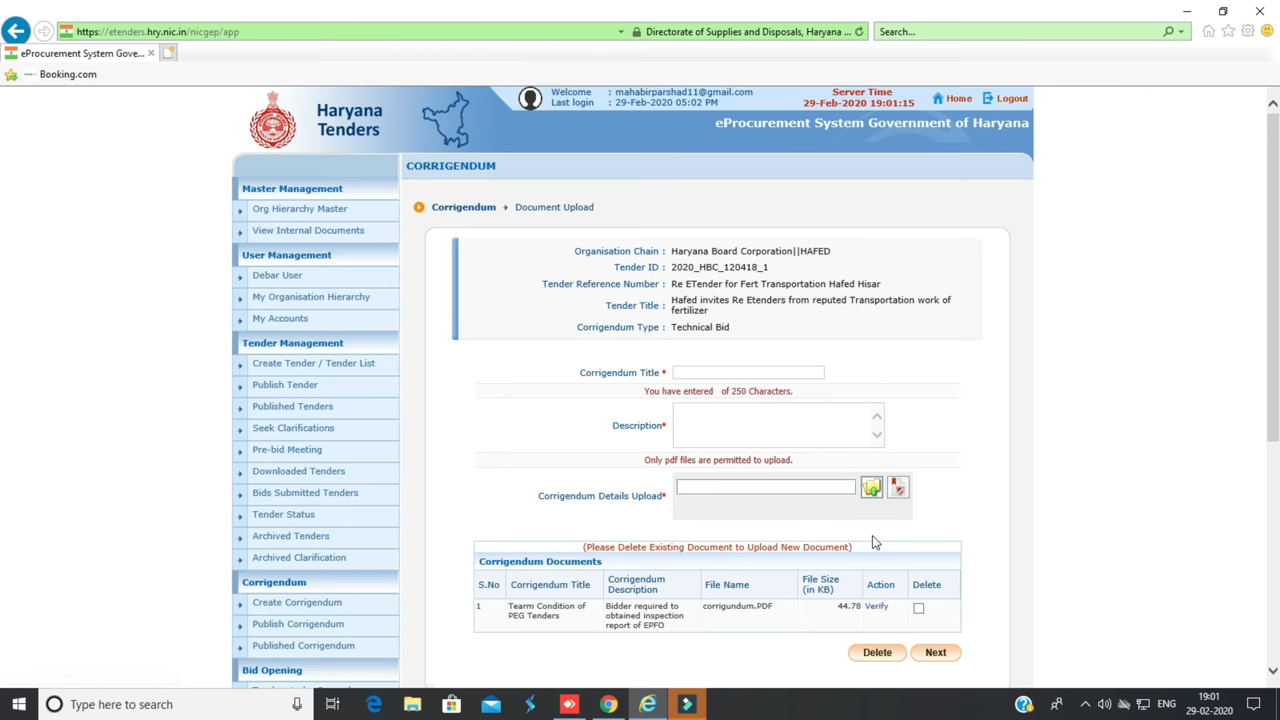 https://etenders.hry.nic.in/nicgep/app
Directorate of Supplies and Disposals, Haryana ...
Search...
eProcurement System Gove...
Booking.com
Haryana
Tenders
Welcome : mahabirparshad11@gmail.com
Last login : 29-Feb-2020 05:02 PM
Server Time
29-Feb-2020 19:01:15
Home
Logout
eProcurement System Government of Haryana
CORRIGENDUM
Master Management
Org Hierarchy Master
View Internal Documents
User Management
Debar User
My Organisation Hierarchy
My Accounts
Tender Management
Create Tender / Tender List
Publish Tender
Published Tenders
Seek Clarifications
Pre-bid Meeting
Downloaded Tenders
Bids Submitted Tenders
Tender Status
Archived Tenders
Archived Clarification
Corrigendum
Create Corrigendum
Publish Corrigendum
Published Corrigendum
Bid Opening
Corrigendum Document Upload
Organisation Chain : Haryana Board Corporation||HAFED
Tender ID : 2020_HBC_120418_1
Tender Reference Number : Re ETender for Fert Transportation Hafed Hisar
Tender Title : Hafed invites Re Etenders from reputed Transportation work of
fertilizer
Corrigendum Type : Technical Bid
Corrigendum Title *
You have entered of 250 Characters.
Description*
Only pdf files are permitted to upload.
Corrigendum Details Upload*
(Please Delete Existing Document to Upload New Document)
Corrigendum Documents
S.No Corrigendum Title Corrigendum Description File Name File Size (in KB) Action Delete
1 Tearm Condition of PEG Tenders Bidder required to obtained inspection report of EPFO corrigundum.PDF 44.78 Verify
Delete
Next
Type here to search
ENG
19:01
29-02-2020